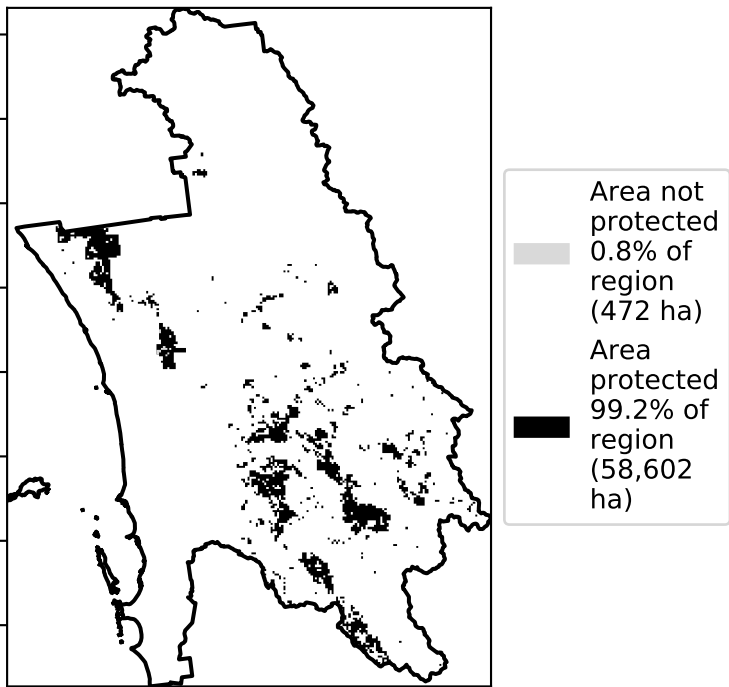 Area not
protected
0.8% of
region
(472 ha)
Area
protected
99.2% of
region
(58,602
ha)